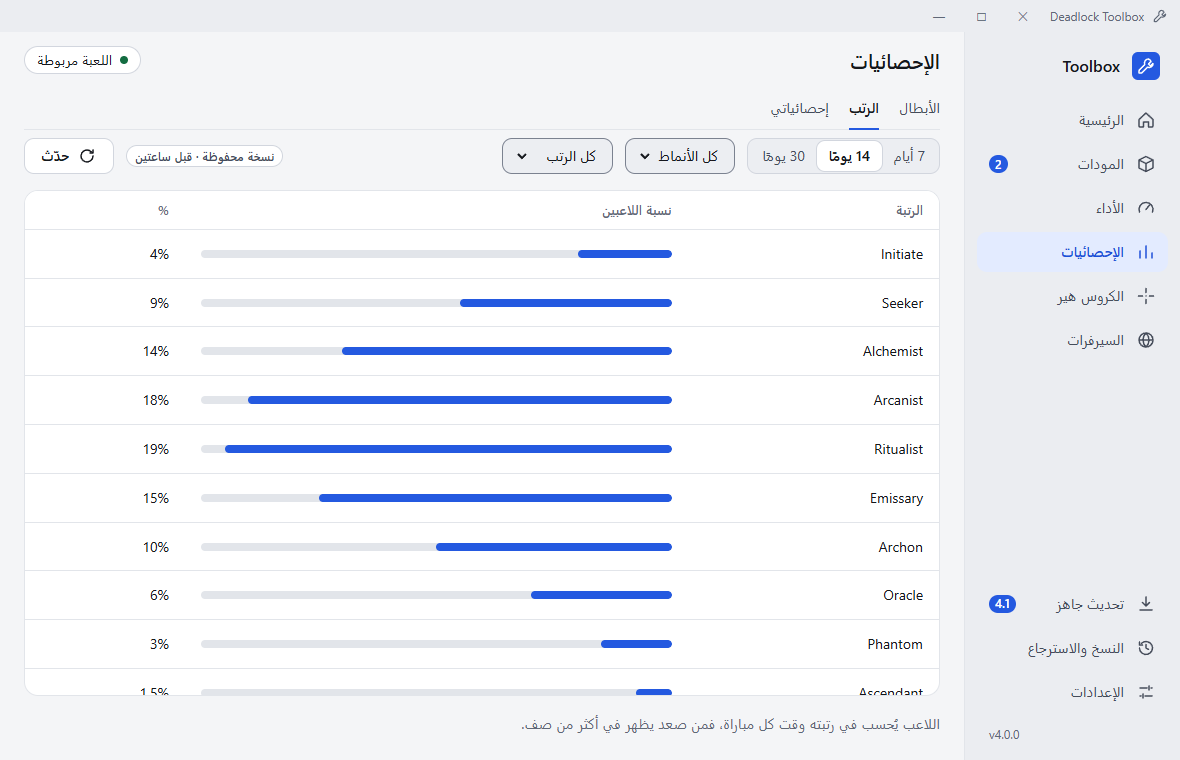 Deadlock Toolbox
Toolbox
الرئيسية
المودات 2
الأداء
الإحصائيات
الكروس هير
السيرفرات
تحديث جاهز 4.1
النسخ والاسترجاع
الإعدادات
v4.0.0
الإحصائيات
اللعبة مربوطة
الأبطال الرتب إحصائياتي
7 أيام 14 يومًا 30 يومًا كل الأنماط كل الرتب نسخة محفوظة · قبل ساعتين حدّث
الرتبة نسبة اللاعبين %
Initiate 4%
Seeker 9%
Alchemist 14%
Arcanist 18%
Ritualist 19%
Emissary 15%
Archon 10%
Oracle 6%
Phantom 3%
Ascendant 1.5%
اللاعب يُحسب في رتبته وقت كل مباراة، فمن صعد يظهر في أكثر من صف.